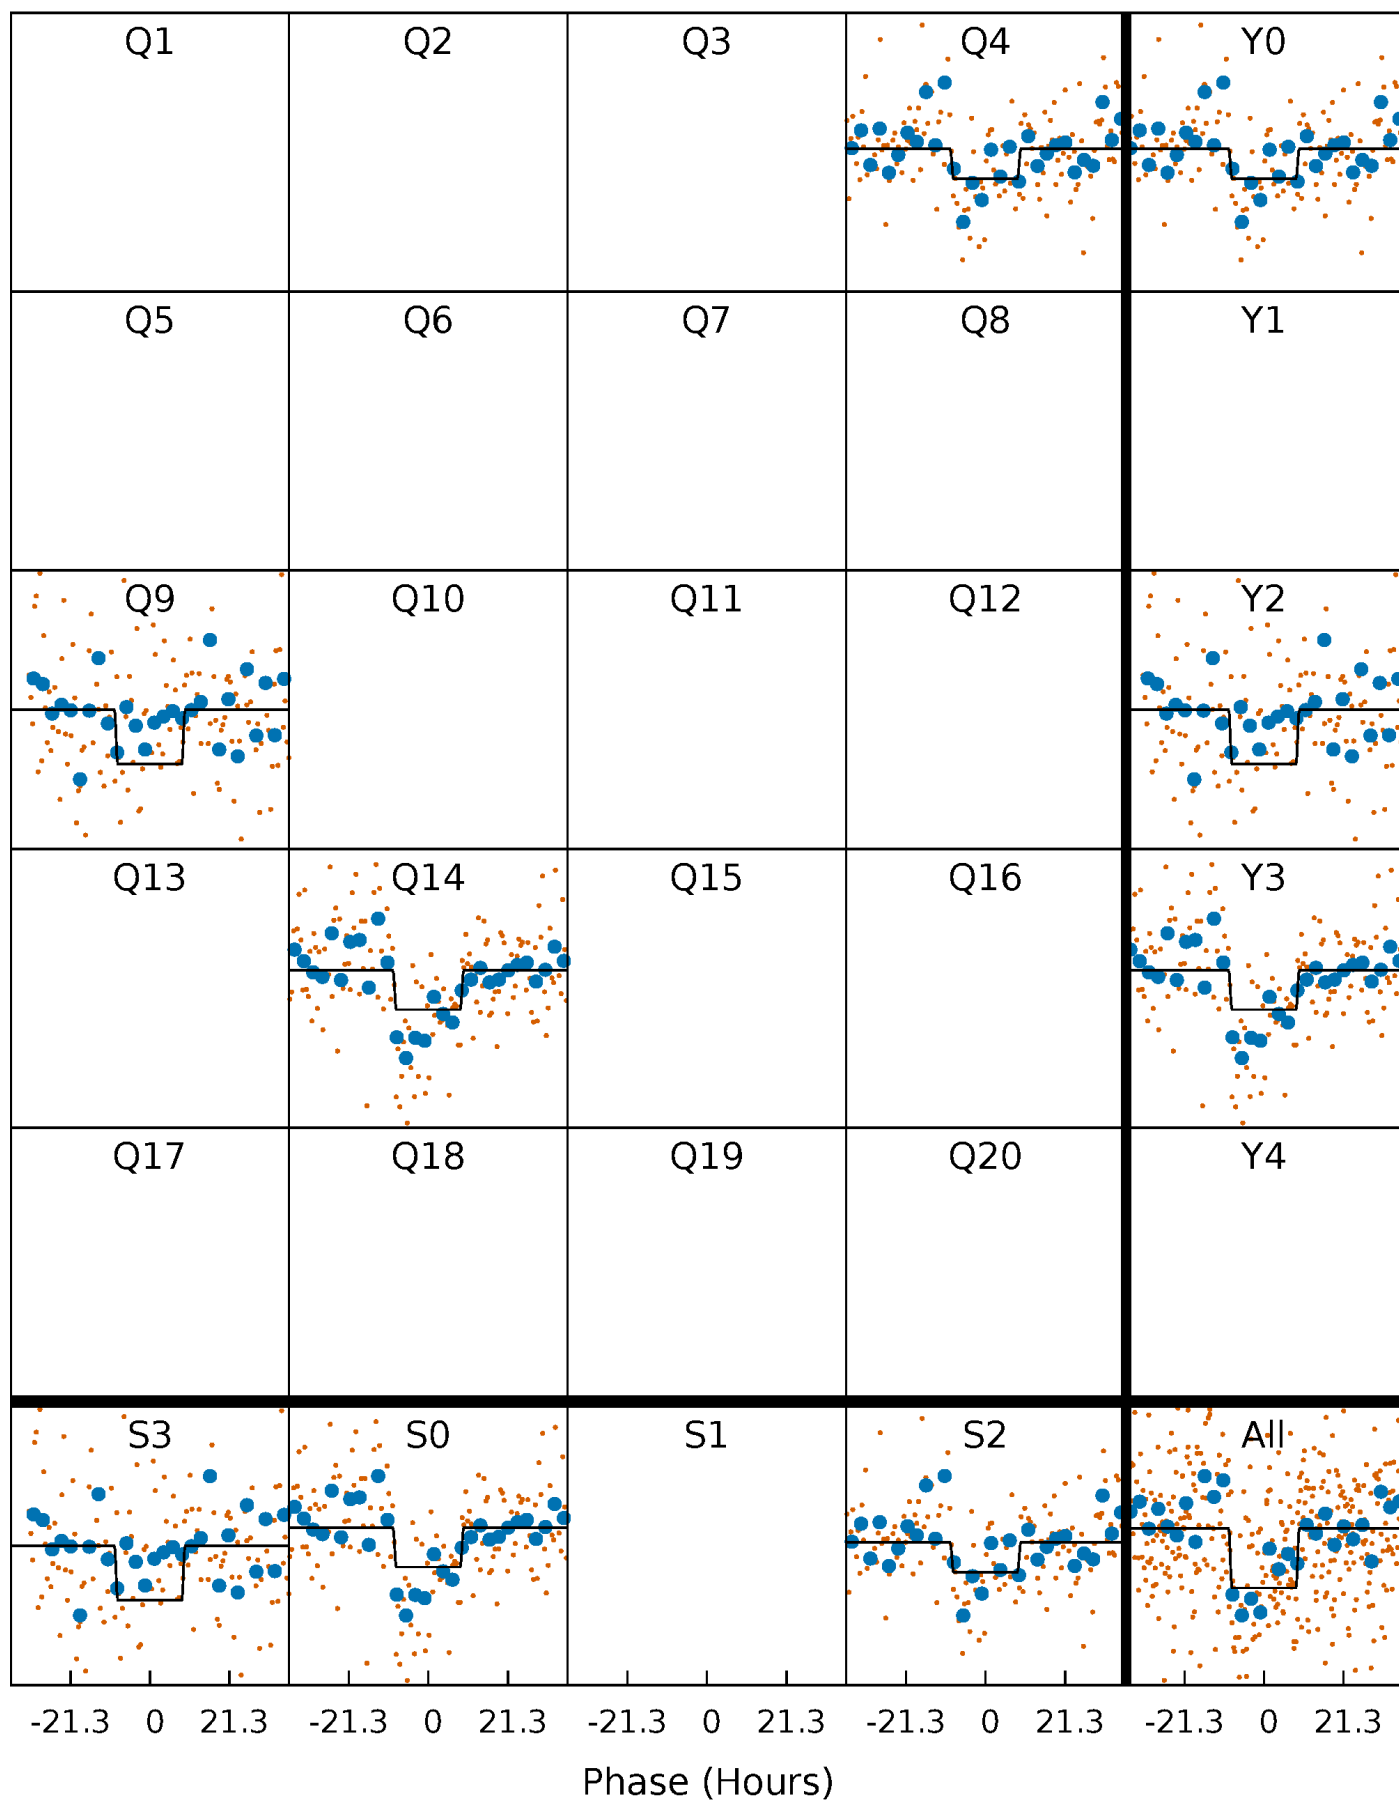 Q1 Q2 Q3 Q4 Y0
Q5 Q6 Q7 Q8 Y1
Q9 Q10 Q11 Q12 Y2
Q13 Q14 Q15 Q16 Y3
Q17 Q18 Q19 Q20 Y4
S3 S0 S1 S2 All
-21.3 0 21.3 -21.3 0 21.3 -21.3 0 21.3 -21.3 0 21.3 -21.3 0 21.3
Phase (Hours)